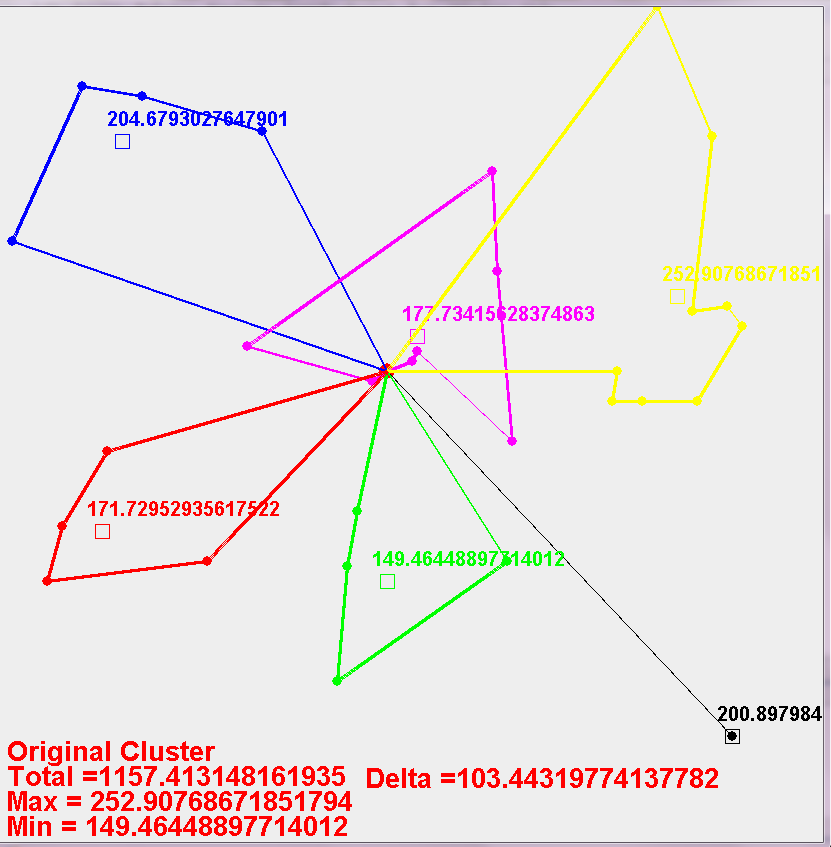 204.6793027647901
252.90768671851
177.73415628374863
171.72952935617522
149.46448897714012
200.897984
Original Cluster
Total =1157.413148161935 Delta =103.44319774137782
Max = 252.90768671851794
Min = 149.46448897714012